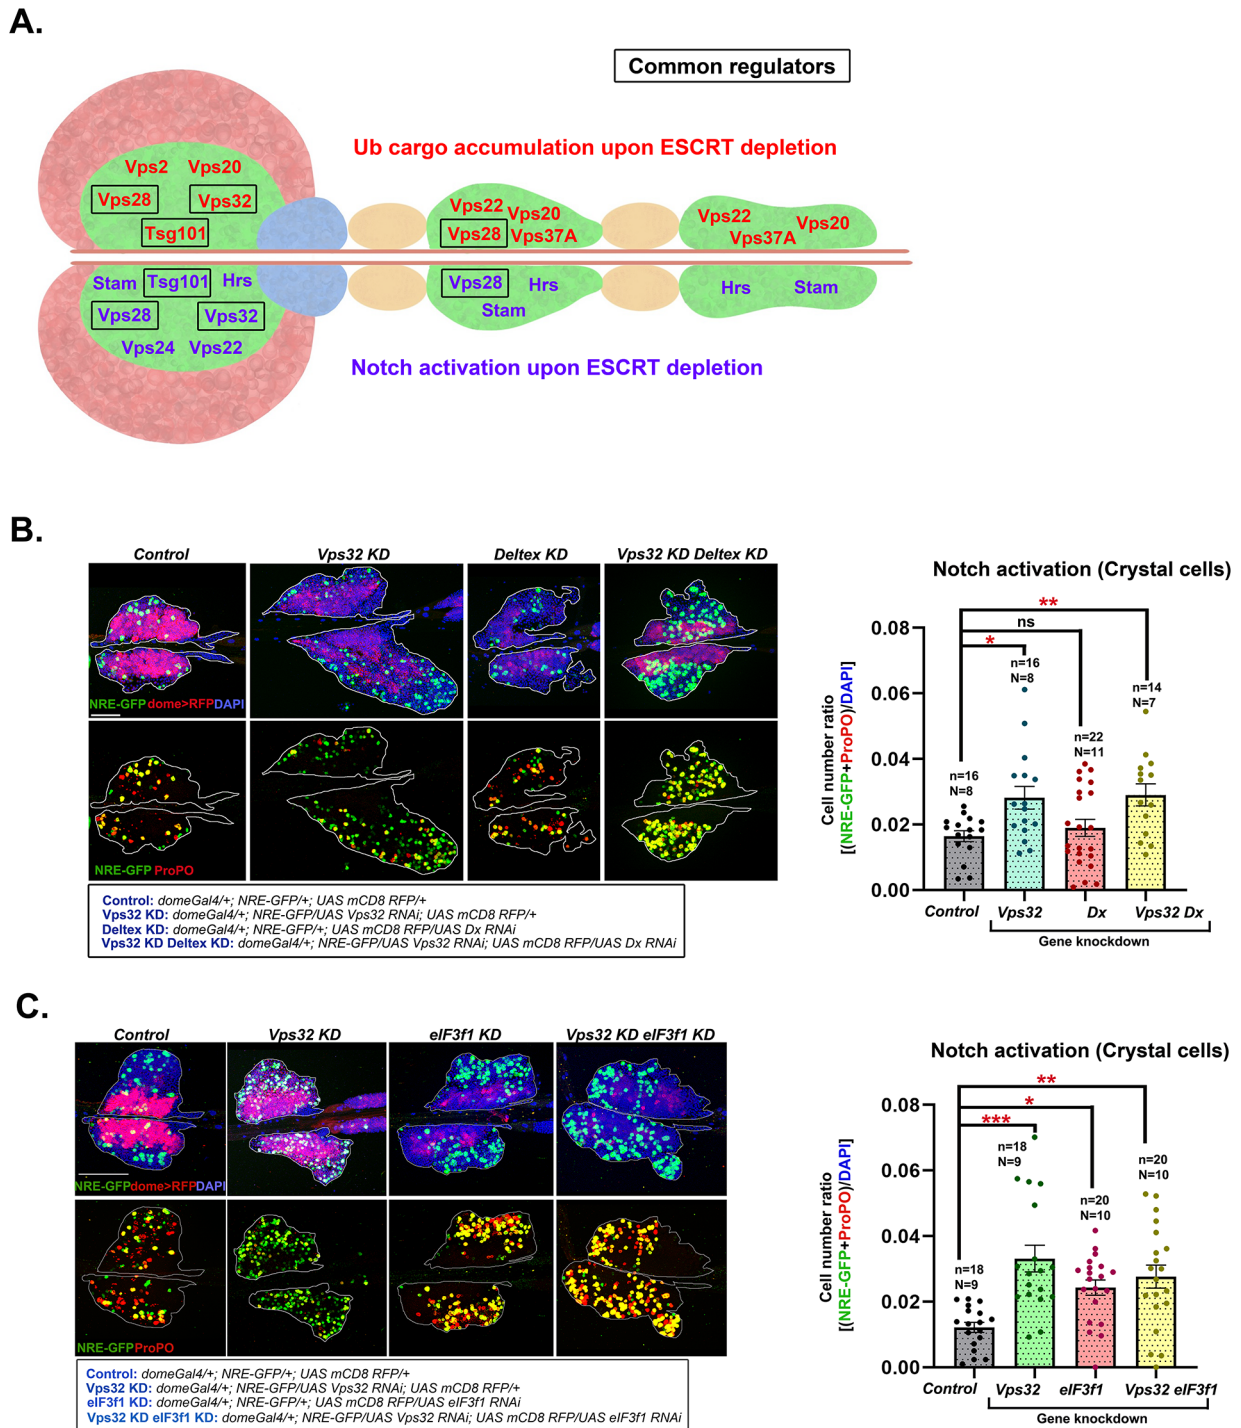 A.
Common regulators
Ub cargo accumulation upon ESCRT depletion
Vps2 Vps20
Vps28 Vps32
Tsg101
Vps22 Vps20
Vps28 Vps37A
Vps22 Vps20
Vps37A
Stam Tsg101 Hrs
Vps28 Vps32
Vps24 Vps22
Vps28 Hrs
Stam
Hrs Stam
Notch activation upon ESCRT depletion
B.
Control Vps32 KD Deltex KD Vps32 KD Deltex KD
NRE-GFP dome>RFP DAPI
NRE-GFP ProPO
Control: domeGal4/+; NRE-GFP/+; UAS mCD8 RFP/+
Vps32 KD: domeGal4/+; NRE-GFP/UAS Vps32 RNAi; UAS mCD8 RFP/+
Deltex KD: domeGal4/+; NRE-GFP/+; UAS mCD8 RFP/UAS Dx RNAi
Vps32 KD Deltex KD: domeGal4/+; NRE-GFP/UAS Vps32 RNAi; UAS mCD8 RFP/UAS Dx RNAi
Notch activation (Crystal cells)
Cell number ratio
[(NRE-GFP+ProPO)/DAPI]
0.08
0.06
0.04
0.02
0.00
**
ns
*
n=16
N=8
n=16
N=8
n=22
N=11
n=14
N=7
Control Vps32 Dx Vps32 Dx
Gene knockdown
C.
Control Vps32 KD eIF3f1 KD Vps32 KD eIF3f1 KD
NRE-GFP dome>RFP DAPI
NRE-GFP ProPO
Control: domeGal4/+; NRE-GFP/+; UAS mCD8 RFP/+
Vps32 KD: domeGal4/+; NRE-GFP/UAS Vps32 RNAi; UAS mCD8 RFP/+
eIF3f1 KD: domeGal4/+; NRE-GFP/+; UAS mCD8 RFP/UAS eIF3f1 RNAi
Vps32 KD eIF3f1 KD: domeGal4/+; NRE-GFP/UAS Vps32 RNAi; UAS mCD8 RFP/UAS eIF3f1 RNAi
Notch activation (Crystal cells)
Cell number ratio
[(NRE-GFP+ProPO)/DAPI]
0.08
0.06
0.04
0.02
0.00
**
*
***
n=18
N=9
n=18
N=9
n=20
N=10
n=20
N=10
Control Vps32 eIF3f1 Vps32 eIF3f1
Gene knockdown